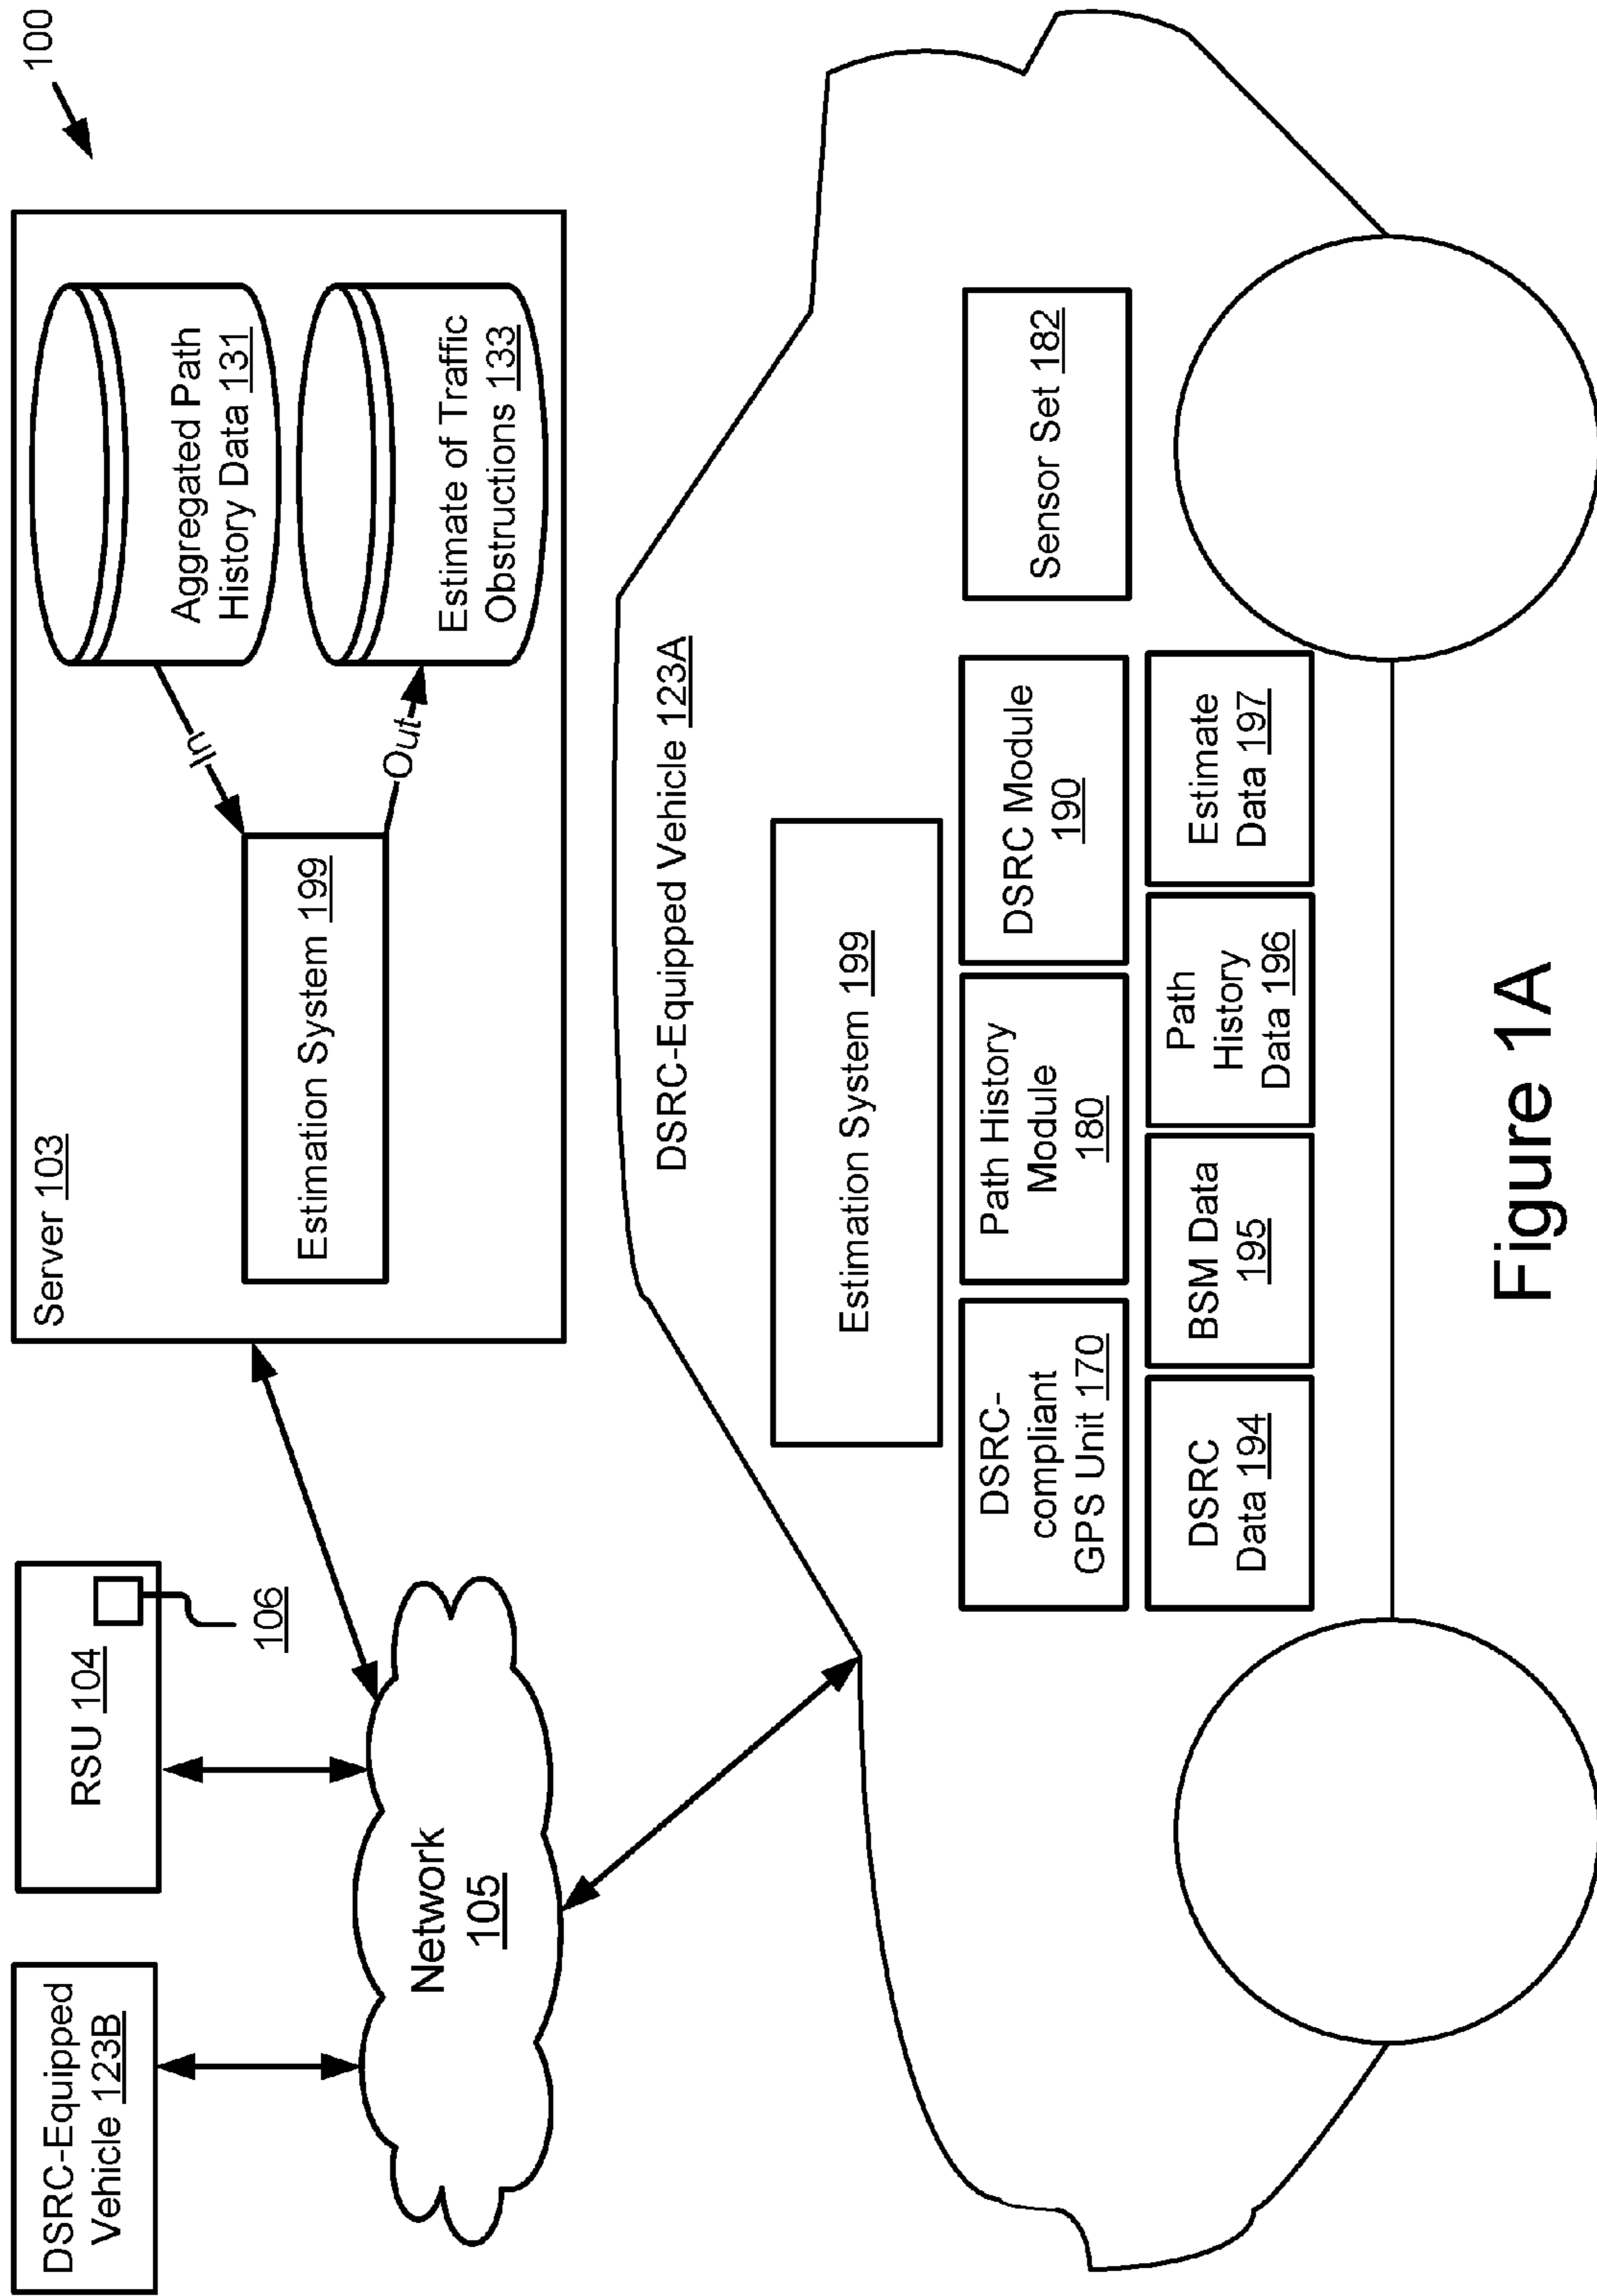 100
DSRC-Equipped
Vehicle 123B
RSU 104
106
Network
105
Server 103
Estimation System 199
In
Out
Aggregated Path
History Data 131
Estimate of Traffic
Obstructions 133
DSRC-Equipped Vehicle 123A
Estimation System 199
DSRC-
compliant
GPS Unit 170
Path History
Module
180
DSRC Module
190
Sensor Set 182
DSRC
Data 194
BSM Data
195
Path
History
Data 196
Estimate
Data 197
Figure 1A